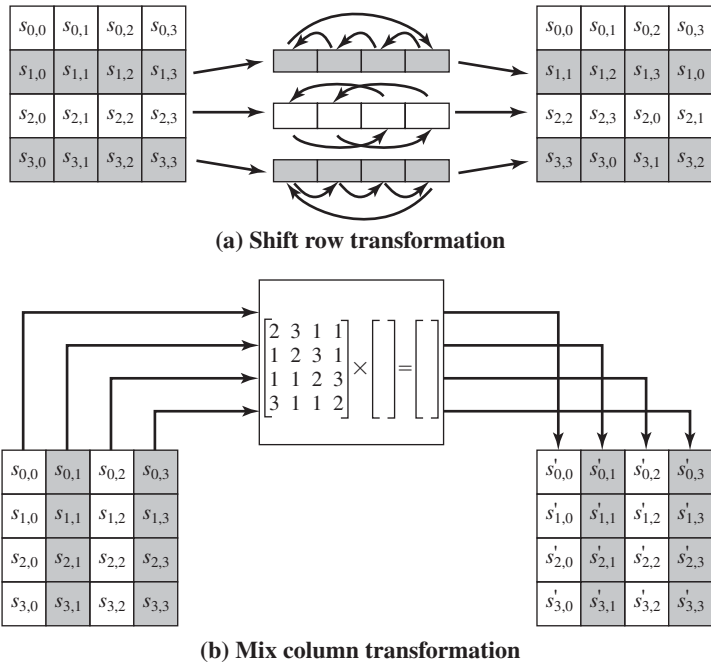 s0,0 s0,1 s0,2 s0,3
s1,0 s1,1 s1,2 s1,3
s2,0 s2,1 s2,2 s2,3
s3,0 s3,1 s3,2 s3,3
s0,0 s0,1 s0,2 s0,3
s1,1 s1,2 s1,3 s1,0
s2,2 s2,3 s2,0 s2,1
s3,3 s3,0 s3,1 s3,2
(a) Shift row transformation
2 3 1 1
1 2 3 1
1 1 2 3
3 1 1 2
× =
s0,0 s0,1 s0,2 s0,3
s1,0 s1,1 s1,2 s1,3
s2,0 s2,1 s2,2 s2,3
s3,0 s3,1 s3,2 s3,3
s'0,0 s'0,1 s'0,2 s'0,3
s'1,0 s'1,1 s'1,2 s'1,3
s'2,0 s'2,1 s'2,2 s'2,3
s'3,0 s'3,1 s'3,2 s'3,3
(b) Mix column transformation